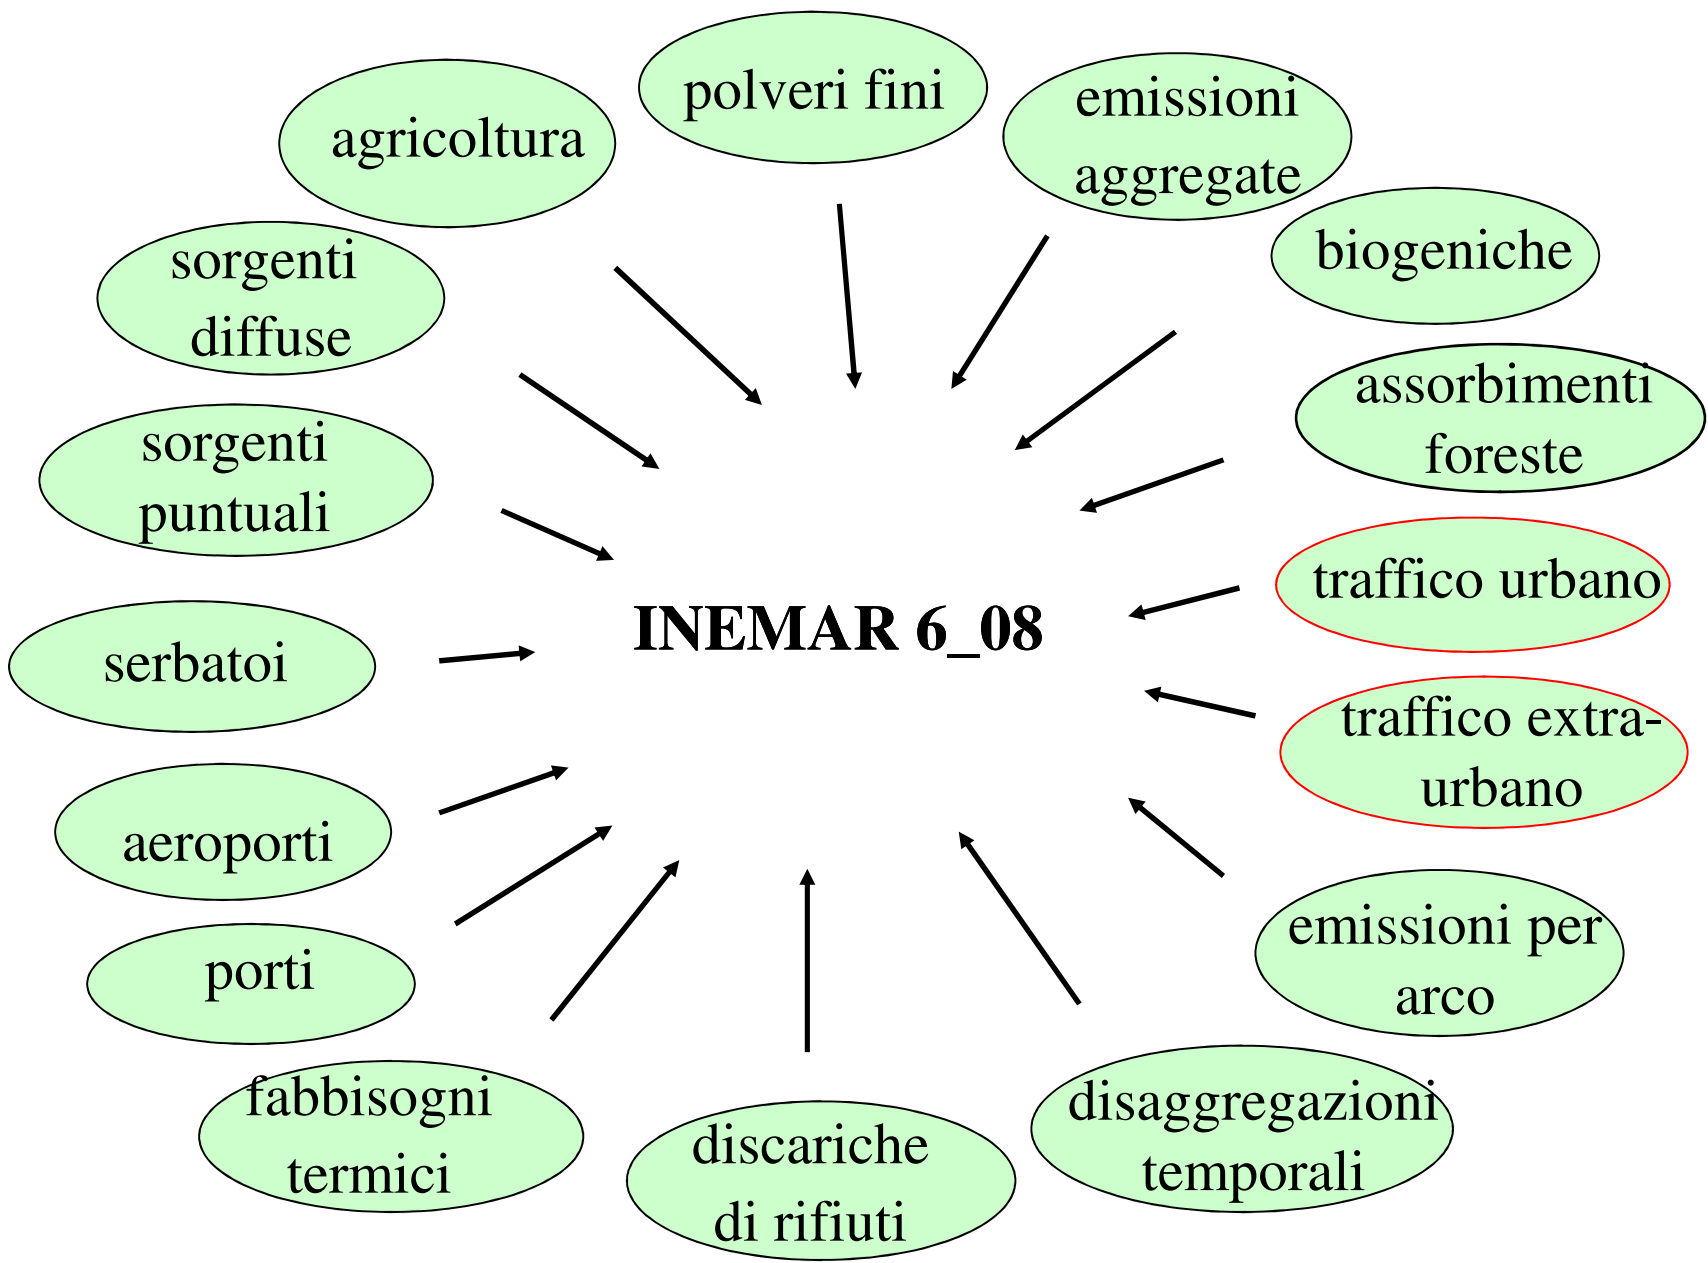 polveri fini
emissioni
aggregate
agricoltura
biogeniche
sorgenti
diffuse
assorbimenti
foreste
sorgenti
puntuali
traffico urbano
INEMAR 6_08
serbatoi
traffico extra-
urbano
aeroporti
emissioni per
arco
porti
fabbisogni
termici
disaggregazioni
temporali
discariche
di rifiuti